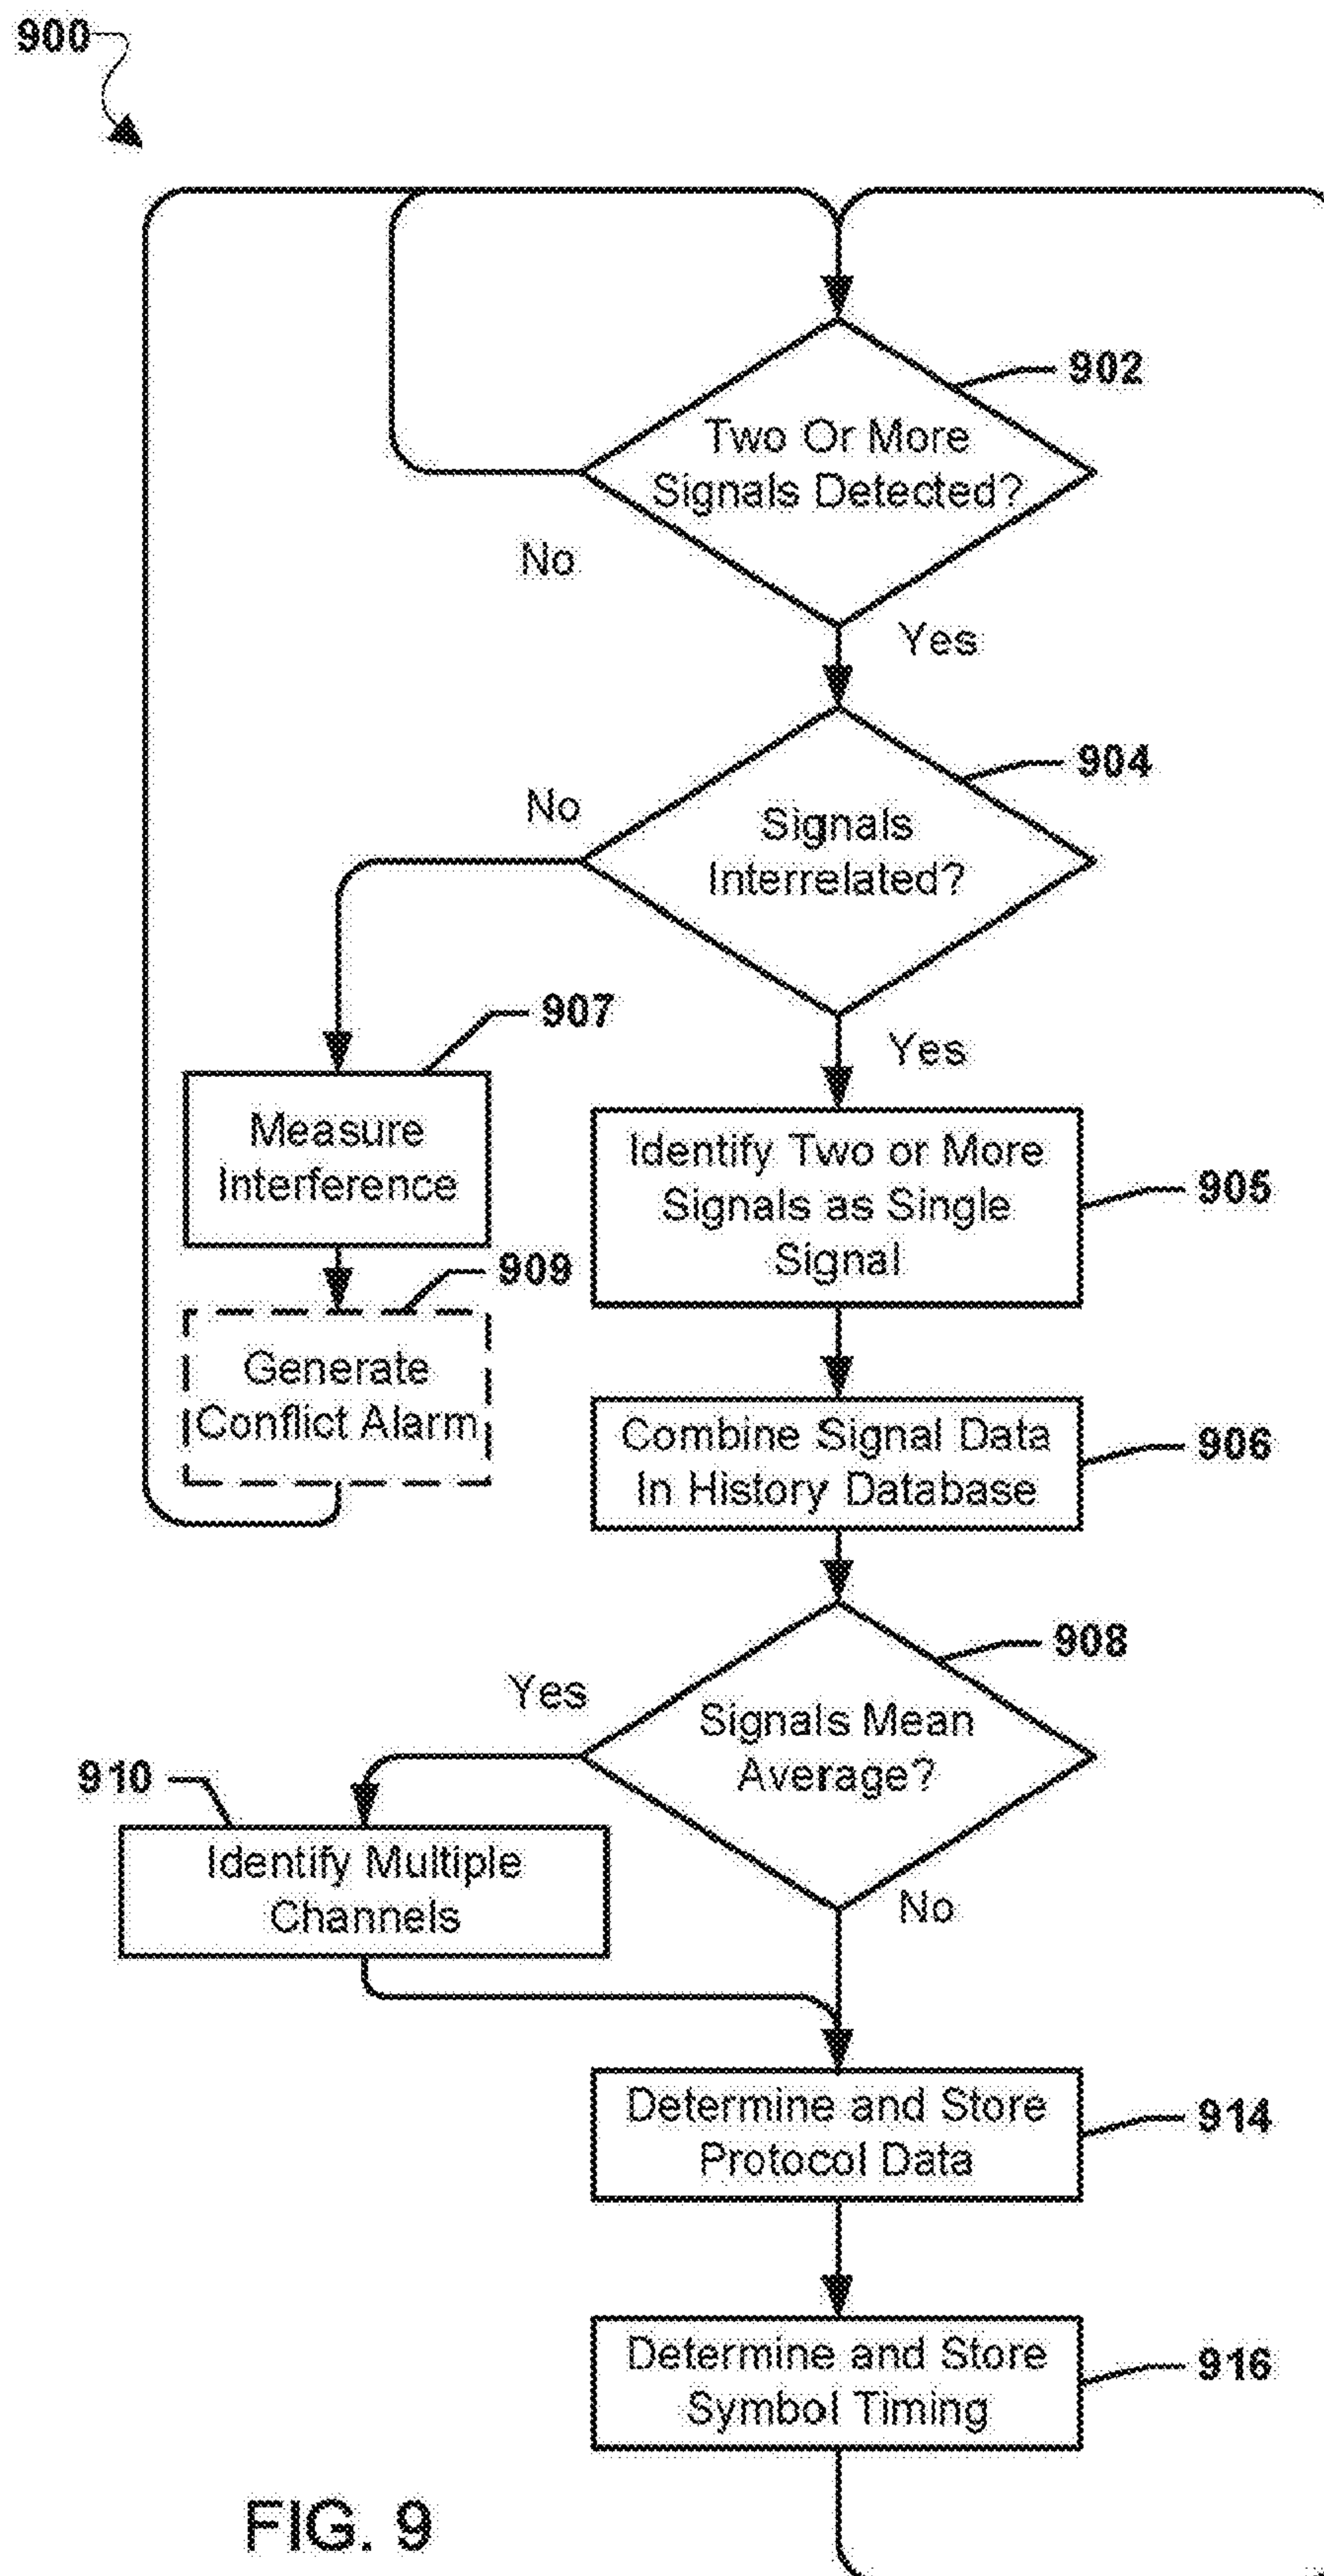 900
902
Two Or More
Signals Detected?
No
Yes
904
No
Signals
Interrelated?
Yes
907
Measure
Interference
Identify Two or More
Signals as Single
Signal
905
909
Generate
Conflict Alarm
Combine Signal Data
In History Database
906
908
Yes
Signals Mean
Average?
910
Identify Multiple
Channels
No
Determine and Store
Protocol Data
914
Determine and Store
Symbol Timing
916
FIG. 9